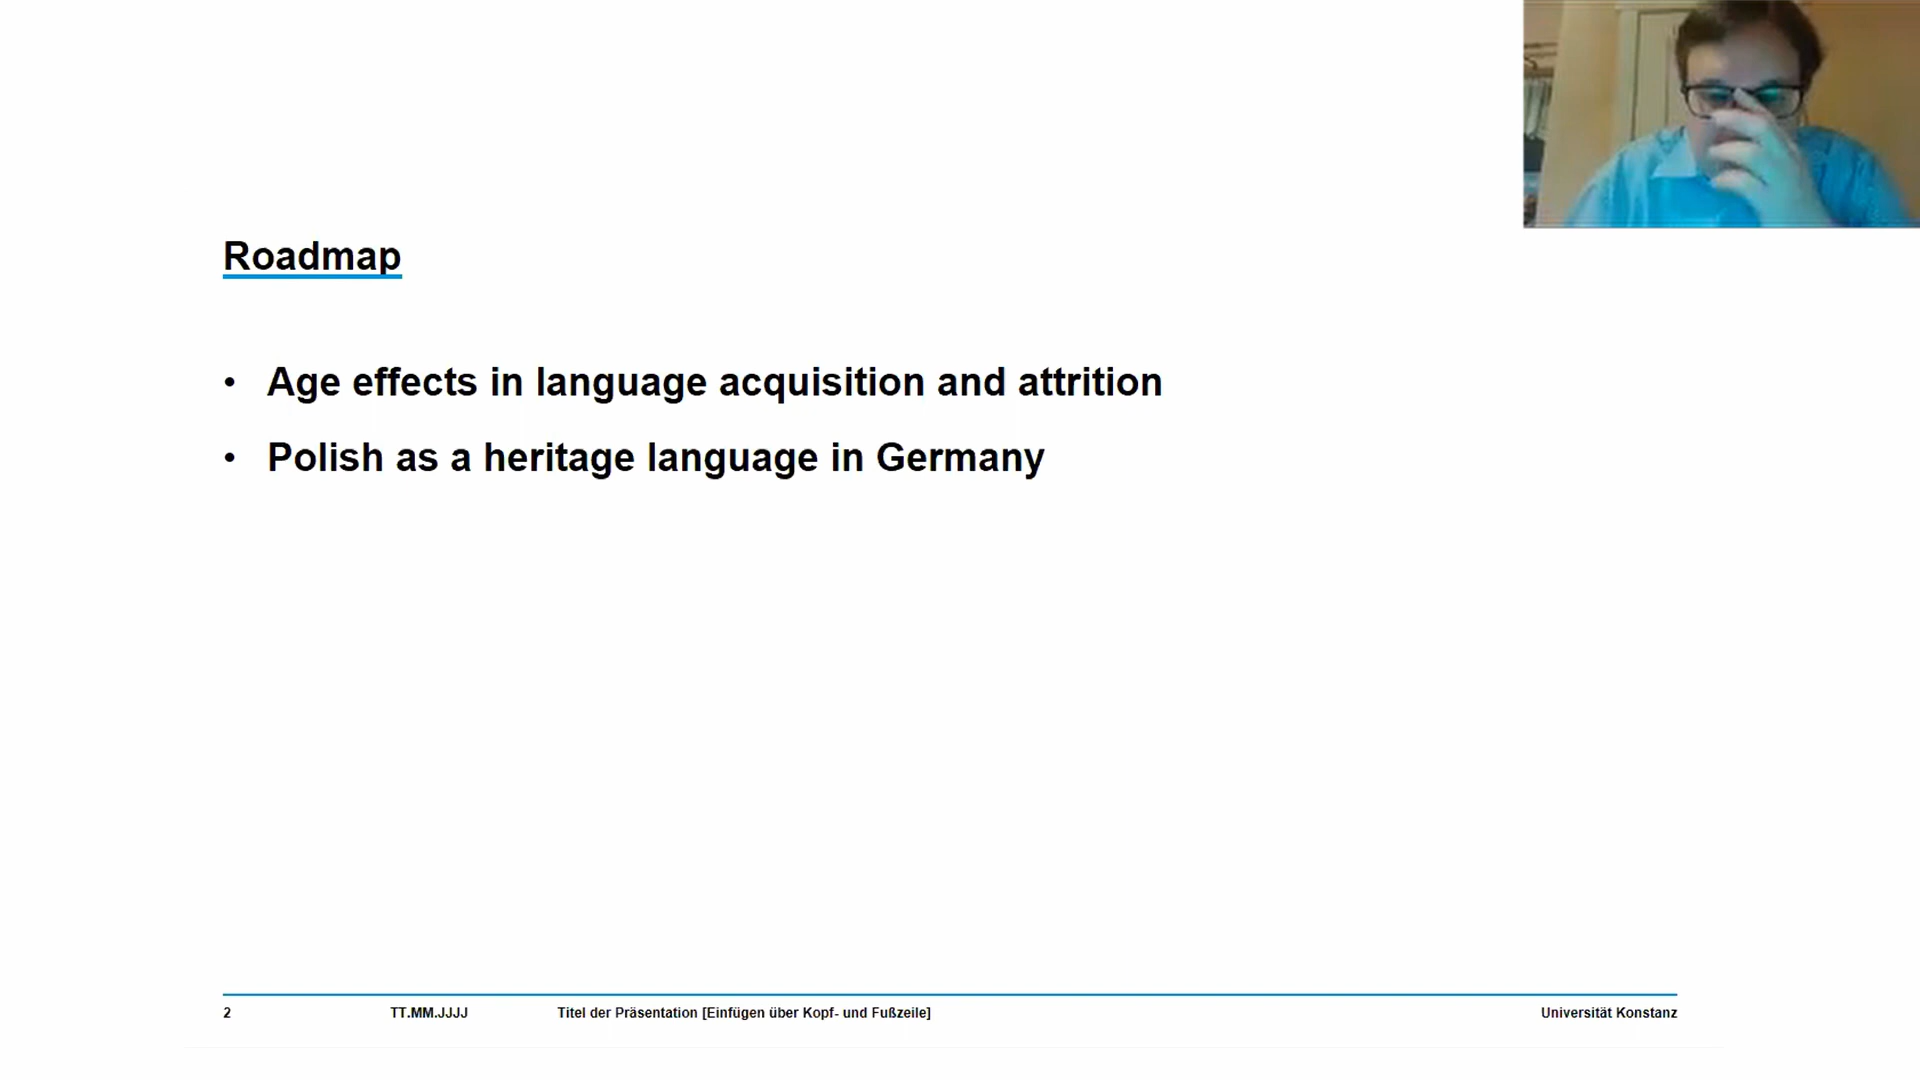 Roadmap
• Age effects in language acquisition and attrition
• Polish as a heritage language in Germany
2 TT.MM.JJJJ Titel der Präsentation [Einfügen über Kopf- und Fußzeile] Universität Konstanz